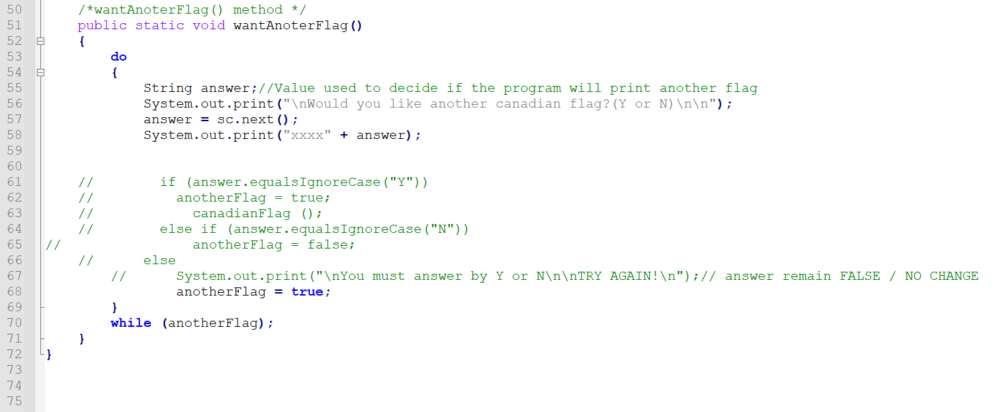 50 /*wantAnoterFlag() method */
51 public static void wantAnoterFlag()
52 {
53 do
54 {
55 String answer;//Value used to decide if the program will print another flag
56 System.out.print("\nWould you like another canadian flag?(Y or N)\n\n");
57 answer = sc.next();
58 System.out.print("xxxx" + answer);
59
60
61 // if (answer.equalsIgnoreCase("Y"))
62 // anotherFlag = true;
63 // canadianFlag ();
64 // else if (answer.equalsIgnoreCase("N"))
65 // anotherFlag = false;
66 // else
67 // System.out.print("\nYou must answer by Y or N\n\nTRY AGAIN!\n");// answer remain FALSE / NO CHANGE
68 anotherFlag = true;
69 }
70 while (anotherFlag);
71 }
72 }
73
74
75